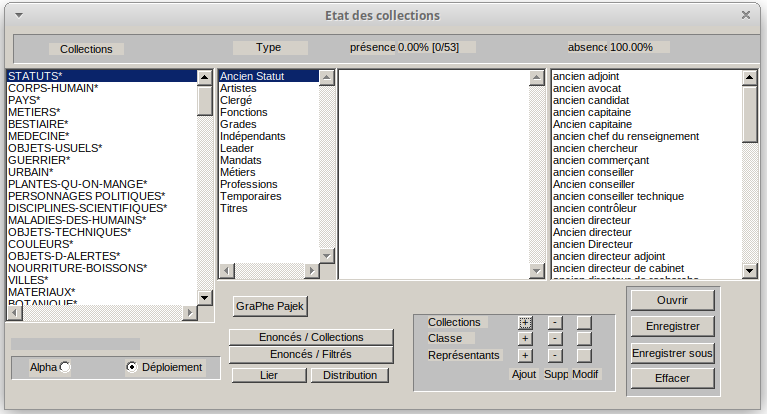 Etat des collections
Collections
Type
présence 0.00% [0/53]
absence 100.00%
STATUTS*
CORPS-HUMAIN*
PAYS*
METIERS*
BESTIAIRE*
MEDECINE*
OBJETS-USUELS*
GUERRIER*
URBAIN*
PLANTES-QU-ON-MANGE*
PERSONNAGES POLITIQUES*
DISCIPLINES-SCIENTIFIQUES*
MALADIES-DES-HUMAINS*
OBJETS-TECHNIQUES*
COULEURS*
OBJETS-D-ALERTES*
NOURRITURE-BOISSONS*
VILLES*
MATERIAUX*
BOTANIQUE*
Ancien Statut
Artistes
Clergé
Fonctions
Grades
Indépendants
Leader
Mandats
Métiers
Professions
Temporaires
Titres
ancien adjoint
ancien avocat
ancien candidat
ancien capitaine
Ancien capitaine
ancien chef du renseignement
ancien chercheur
ancien commerçant
ancien conseiller
Ancien conseiller
ancien conseiller technique
ancien contrôleur
ancien directeur
Ancien directeur
ancien Directeur
ancien directeur adjoint
ancien directeur de cabinet
ancien directeur de recherche
GraPhe Pajek
Enoncés / Collections
Enoncés / Filtrés
Lier
Distribution
Alpha
Déploiement
Collections + -
Classe + -
Représentants + -
Ajout Supp Modif
Ouvrir
Enregistrer
Enregistrer sous
Effacer